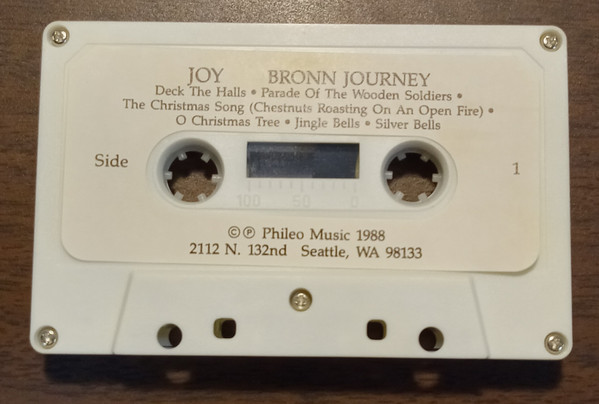 JOY BRONN JOURNEY
Deck The Halls • Parade Of The Wooden Soldiers •
The Christmas Song (Chestnuts Roasting On An Open Fire) •
O Christmas Tree • Jingle Bells • Silver Bells
Side 1
100 50 0
©℗ Phileo Music 1988
2112 N. 132nd Seattle, WA 98133